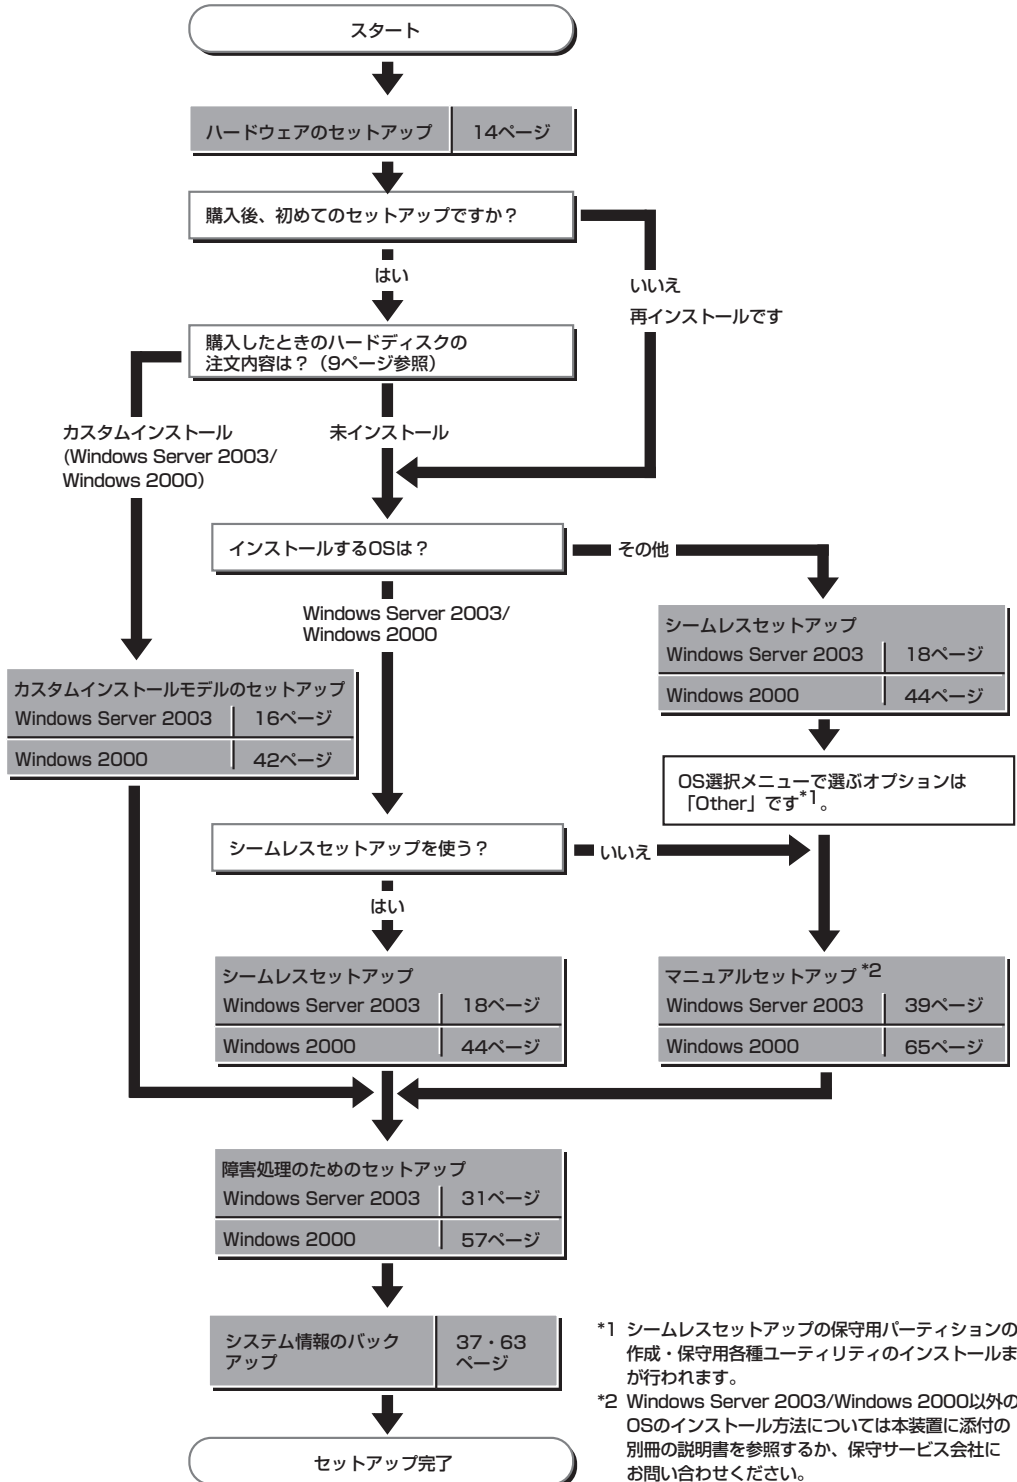 スタート
ハードウェアのセットアップ 14ページ
購入後、初めてのセットアップですか？
はい
いいえ
再インストールです
購入したときのハードディスクの
注文内容は？（9ページ参照）
カスタムインストール
(Windows Server 2003/
Windows 2000)
未インストール
インストールするOSは？
その他
Windows Server 2003/
Windows 2000
シームレスセットアップ
Windows Server 2003 18ページ
Windows 2000 44ページ
カスタムインストールモデルのセットアップ
Windows Server 2003 16ページ
Windows 2000 42ページ
OS選択メニューで選ぶオプションは
「Other」です*1。
シームレスセットアップを使う？
いいえ
はい
シームレスセットアップ
Windows Server 2003 18ページ
Windows 2000 44ページ
マニュアルセットアップ *2
Windows Server 2003 39ページ
Windows 2000 65ページ
障害処理のためのセットアップ
Windows Server 2003 31ページ
Windows 2000 57ページ
システム情報のバック
アップ
37・63
ページ
セットアップ完了
*1 シームレスセットアップの保守用パーティションの
作成・保守用各種ユーティリティのインストールま
が行われます。
*2 Windows Server 2003/Windows 2000以外の
OSのインストール方法については本装置に添付の
別冊の説明書を参照するか、保守サービス会社に
お問い合わせください。